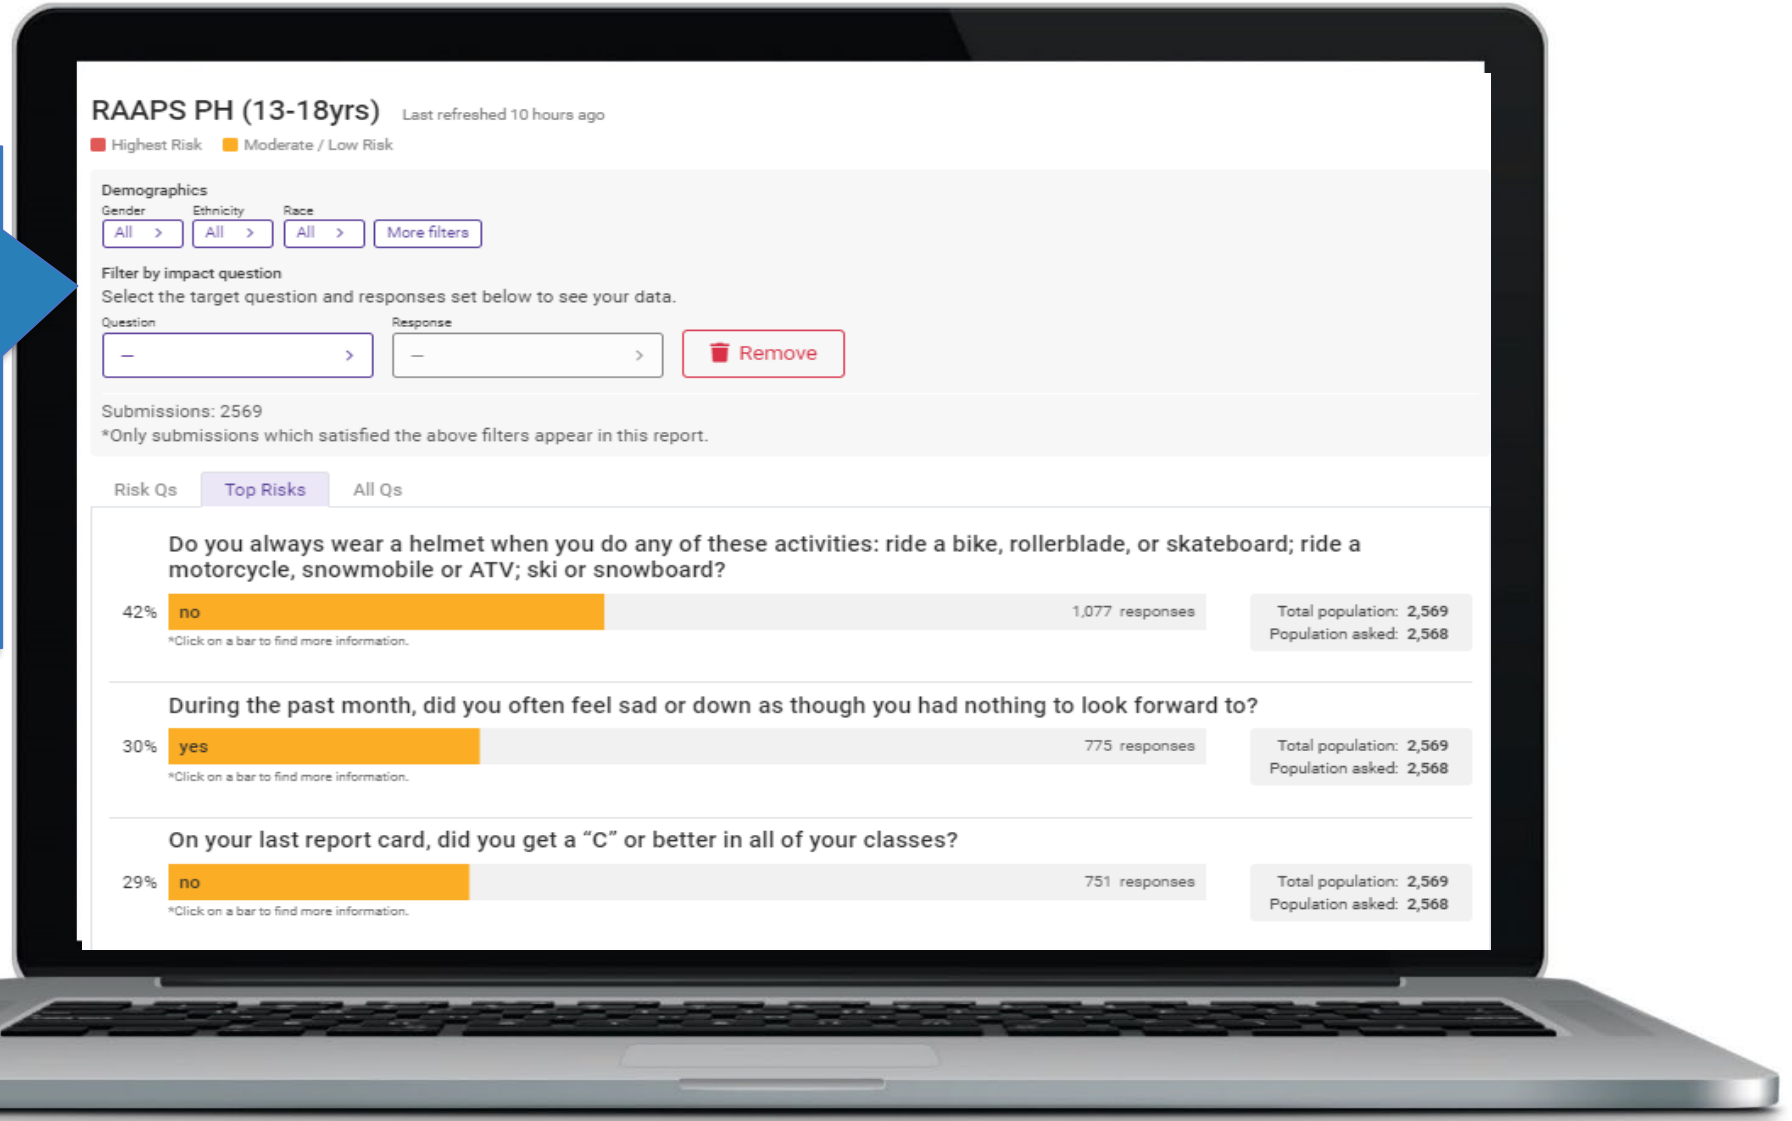 RAAPS PH (13-18yrs) Last refreshed 10 hours ago
Highest Risk Moderate / Low Risk
Demographics
Gender Ethnicity Race
All > All > All > More filters
Filter by impact question
Select the target question and responses set below to see your data.
Question Response
— > — > Remove
Submissions: 2569
*Only submissions which satisfied the above filters appear in this report.
Risk Qs Top Risks All Qs
Do you always wear a helmet when you do any of these activities: ride a bike, rollerblade, or skateboard; ride a
motorcycle, snowmobile or ATV; ski or snowboard?
42% no 1,077 responses Total population: 2,569
Population asked: 2,568
*Click on a bar to find more information.
During the past month, did you often feel sad or down as though you had nothing to look forward to?
30% yes 775 responses Total population: 2,569
Population asked: 2,568
*Click on a bar to find more information.
On your last report card, did you get a “C” or better in all of your classes?
29% no 751 responses Total population: 2,569
Population asked: 2,568
*Click on a bar to find more information.